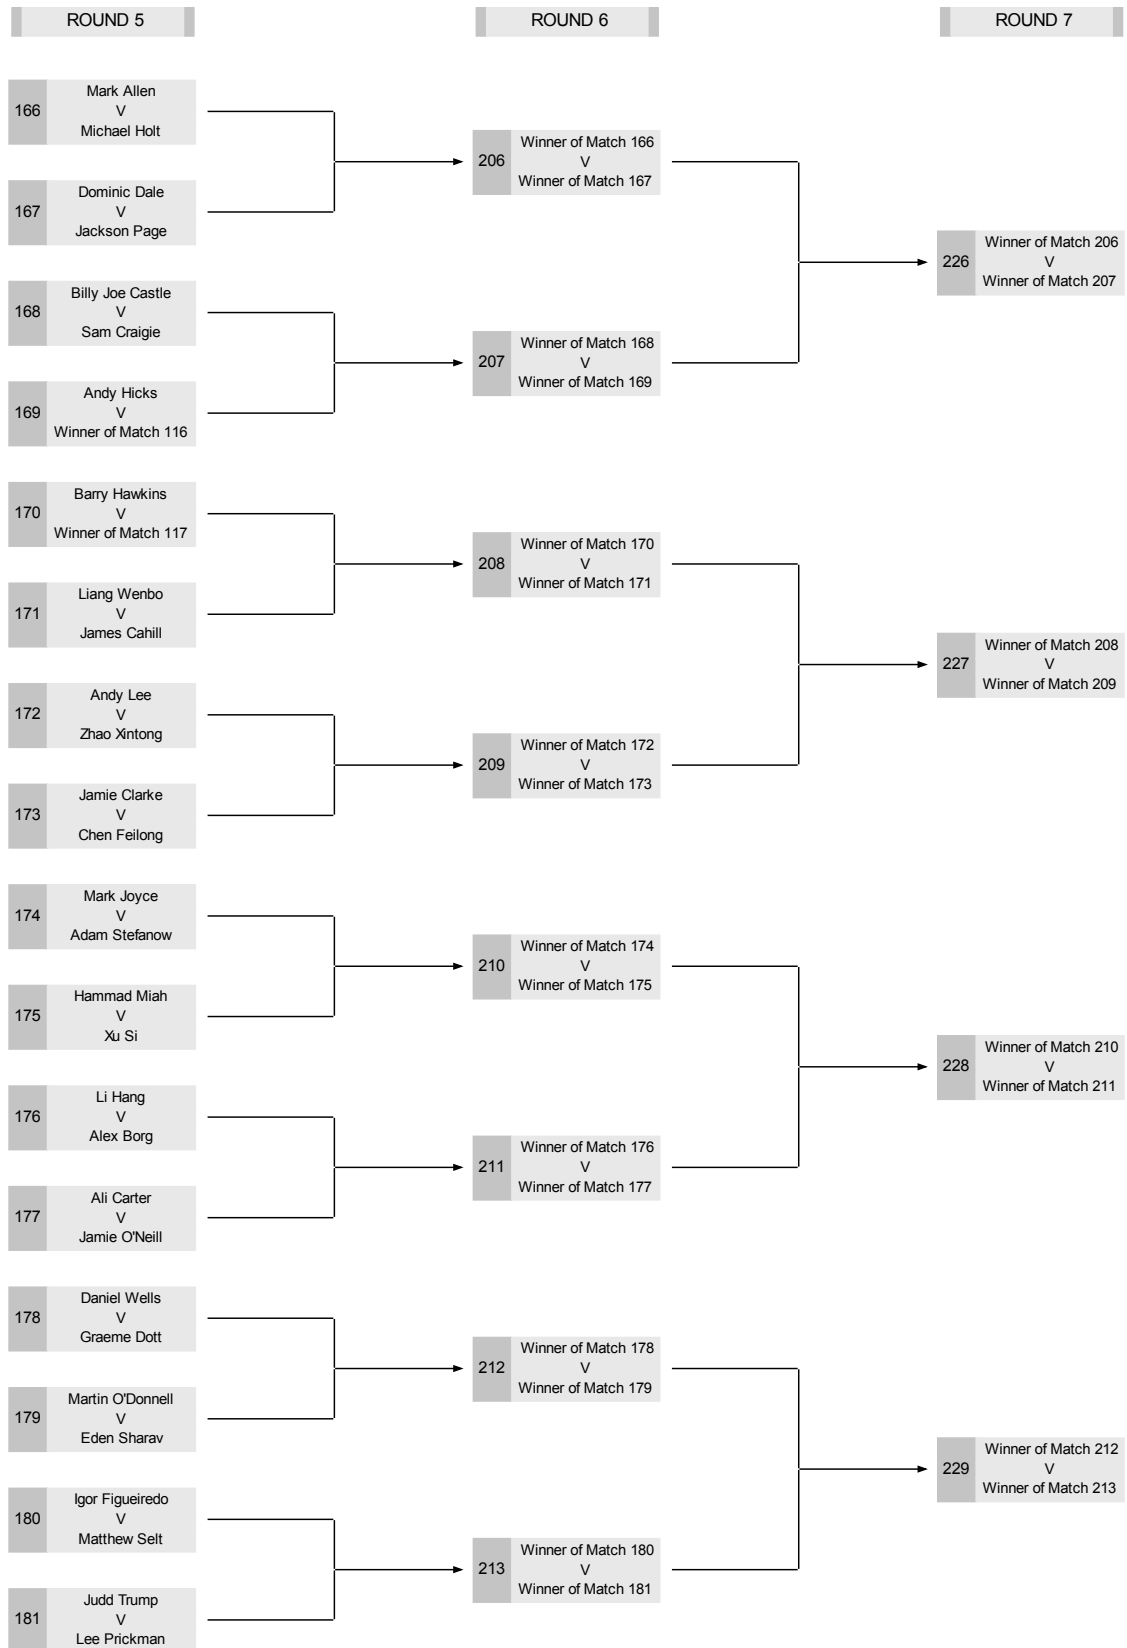 ROUND 5
ROUND 6
ROUND 7
166
Mark Allen
V
Michael Holt
167
Dominic Dale
V
Jackson Page
168
Billy Joe Castle
V
Sam Craigie
169
Andy Hicks
V
Winner of Match 116
170
Barry Hawkins
V
Winner of Match 117
171
Liang Wenbo
V
James Cahill
172
Andy Lee
V
Zhao Xintong
173
Jamie Clarke
V
Chen Feilong
174
Mark Joyce
V
Adam Stefanow
175
Hammad Miah
V
Xu Si
176
Li Hang
V
Alex Borg
177
Ali Carter
V
Jamie O'Neill
178
Daniel Wells
V
Graeme Dott
179
Martin O'Donnell
V
Eden Sharav
180
Igor Figueiredo
V
Matthew Selt
181
Judd Trump
V
Lee Prickman
206
Winner of Match 166
V
Winner of Match 167
207
Winner of Match 168
V
Winner of Match 169
208
Winner of Match 170
V
Winner of Match 171
209
Winner of Match 172
V
Winner of Match 173
210
Winner of Match 174
V
Winner of Match 175
211
Winner of Match 176
V
Winner of Match 177
212
Winner of Match 178
V
Winner of Match 179
213
Winner of Match 180
V
Winner of Match 181
226
Winner of Match 206
V
Winner of Match 207
227
Winner of Match 208
V
Winner of Match 209
228
Winner of Match 210
V
Winner of Match 211
229
Winner of Match 212
V
Winner of Match 213